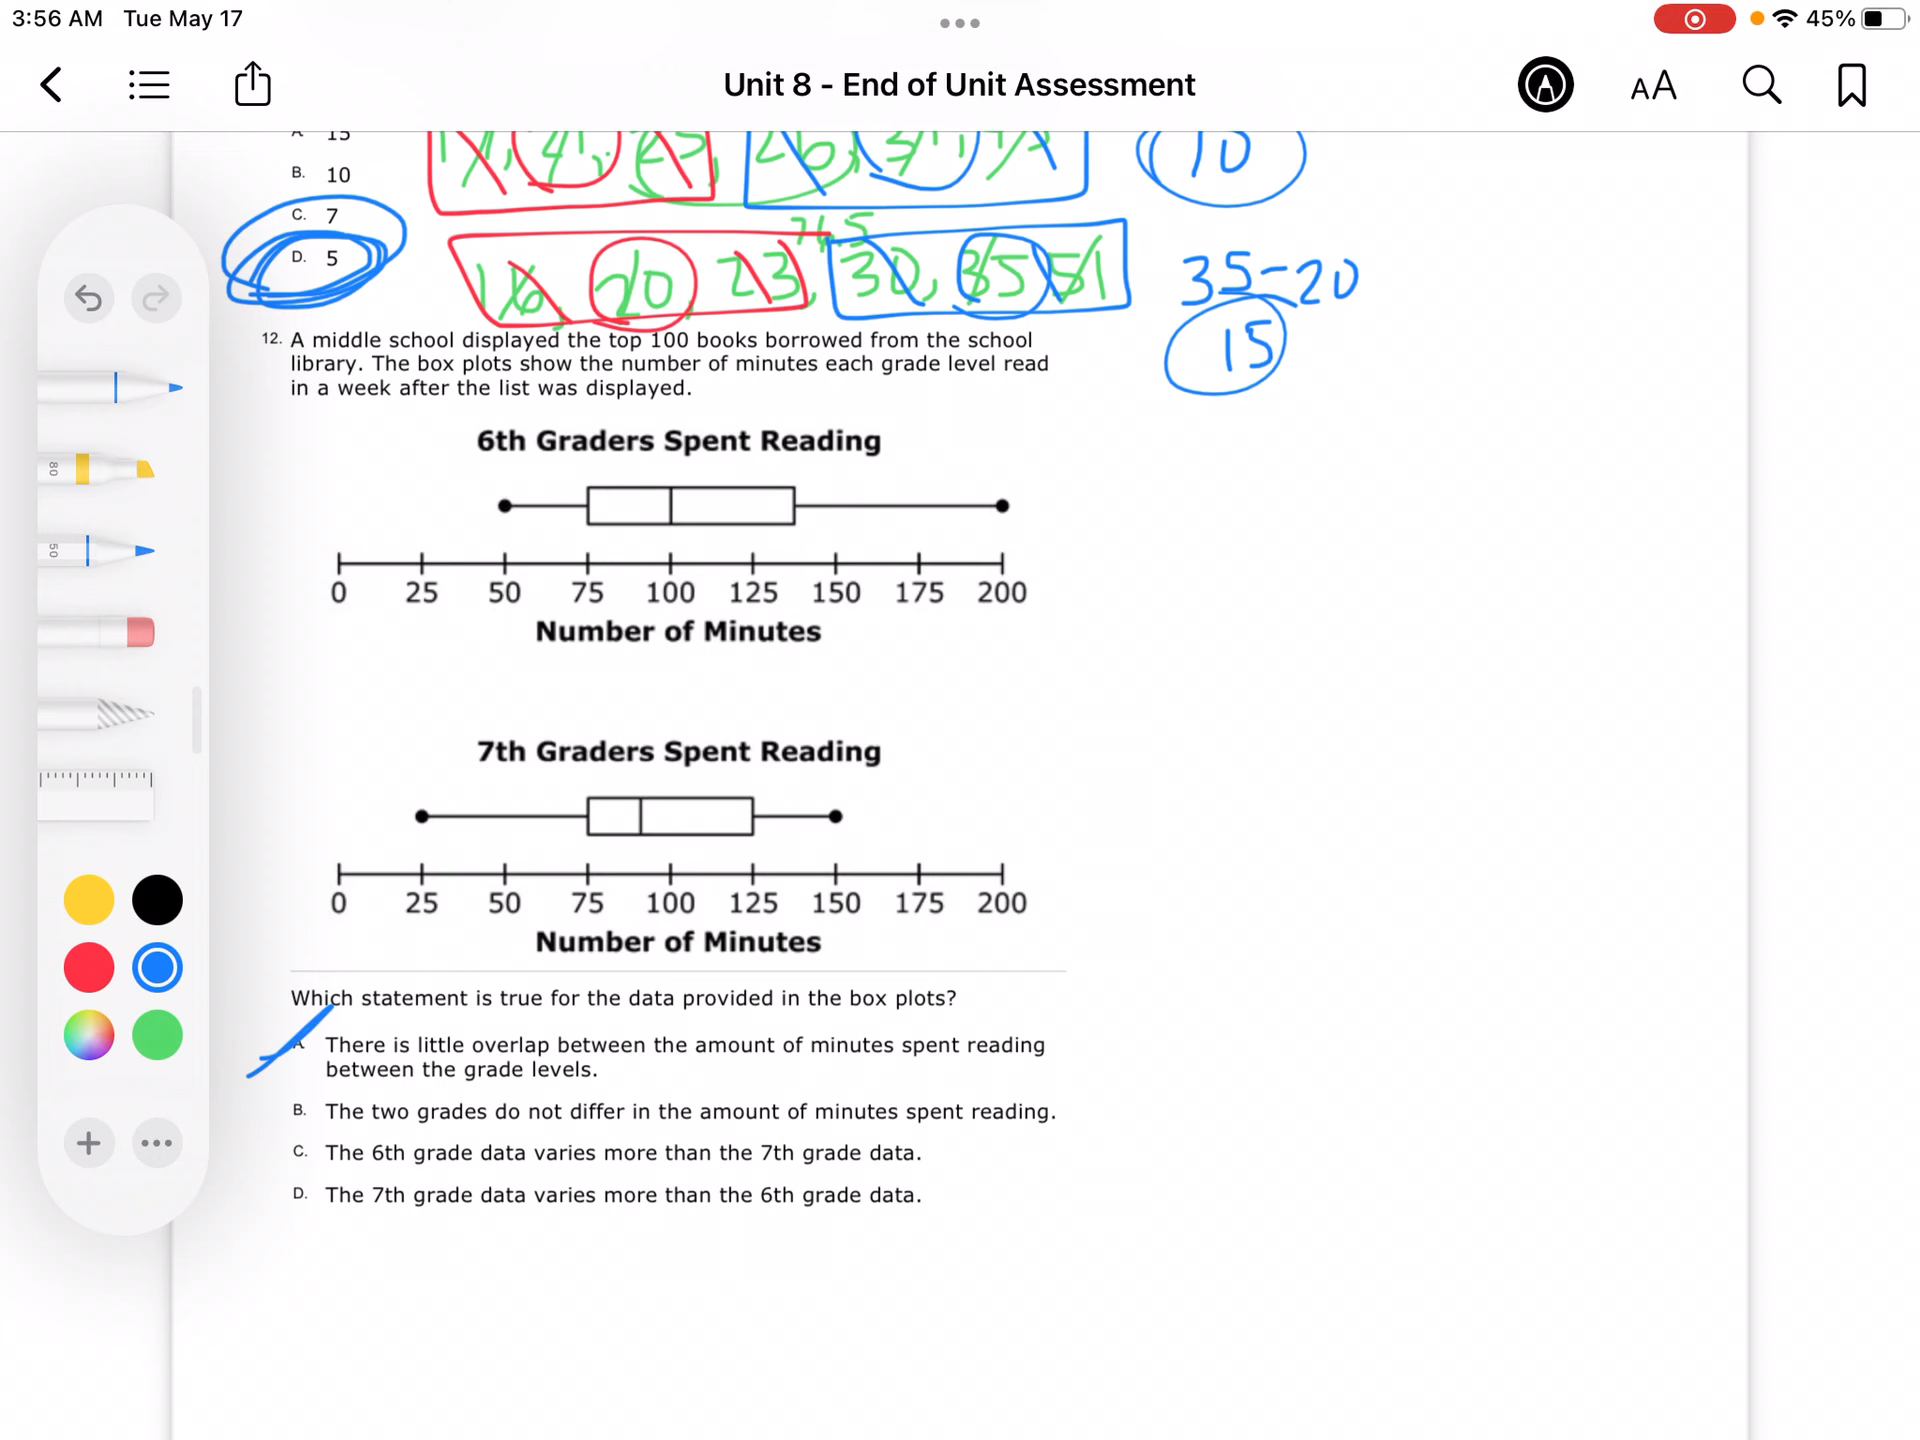 3:56 AM Tue May 17
45%
Unit 8 - End of Unit Assessment
AA
A 15
B. 10
10
C. 7
D. 5
16, 20, 23, 30, 35 51
35-20
15
12. A middle school displayed the top 100 books borrowed from the school
library. The box plots show the number of minutes each grade level read
in a week after the list was displayed.
6th Graders Spent Reading
0 25 50 75 100 125 150 175 200
Number of Minutes
7th Graders Spent Reading
0 25 50 75 100 125 150 175 200
Number of Minutes
Which statement is true for the data provided in the box plots?
A There is little overlap between the amount of minutes spent reading
between the grade levels.
B. The two grades do not differ in the amount of minutes spent reading.
C. The 6th grade data varies more than the 7th grade data.
D. The 7th grade data varies more than the 6th grade data.
80
50